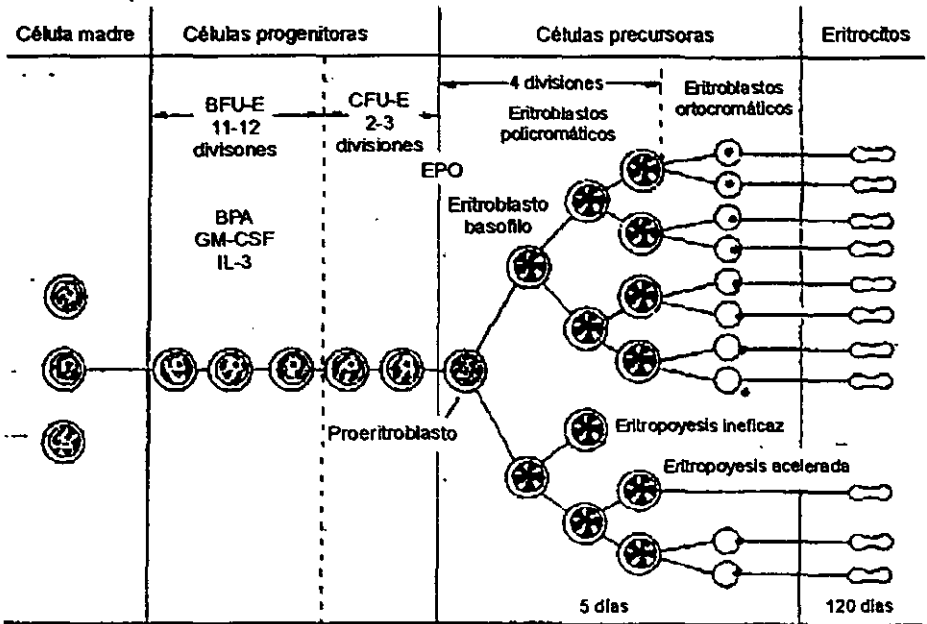 Célula madre
Células progenitoras
Células precursoras
Eritrocitos
BFU-E
11-12
divisones
CFU-E
2-3
divisiones
4 divisiones
Eritroblastos
policromáticos
Eritroblastos
ortocromáticos
EPO
BPA
GM-CSF
IL-3
Eritroblasto
basofilo
Proeritroblasto
Eritropoyesis ineficaz
Eritropoyesis acelerada
5 días
120 días